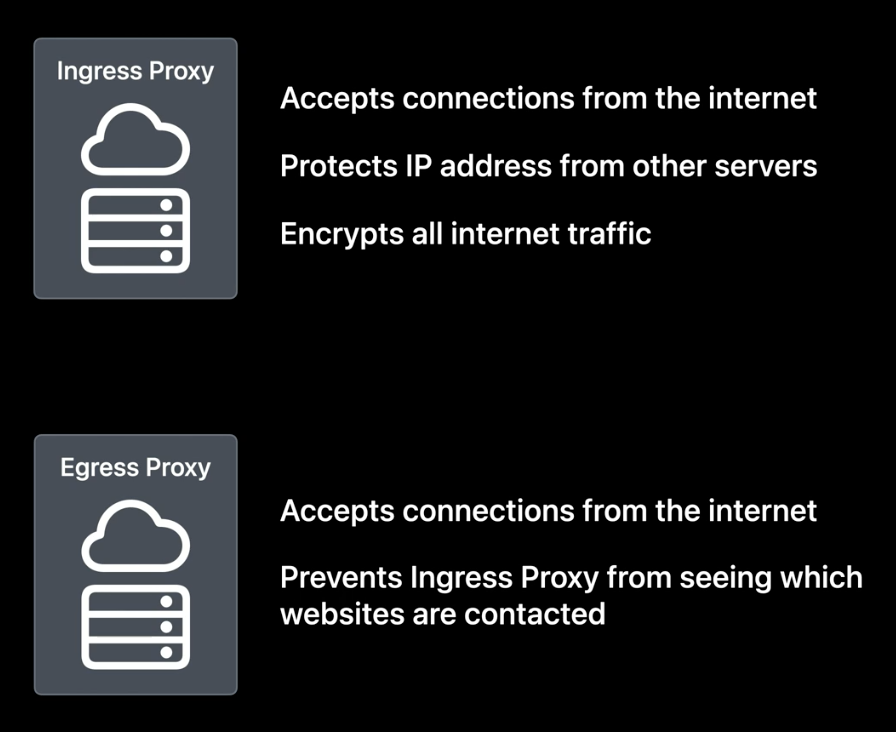 Ingress Proxy
Accepts connections from the internet
Protects IP address from other servers
Encrypts all internet traffic
Egress Proxy
Accepts connections from the internet
Prevents Ingress Proxy from seeing which
websites are contacted